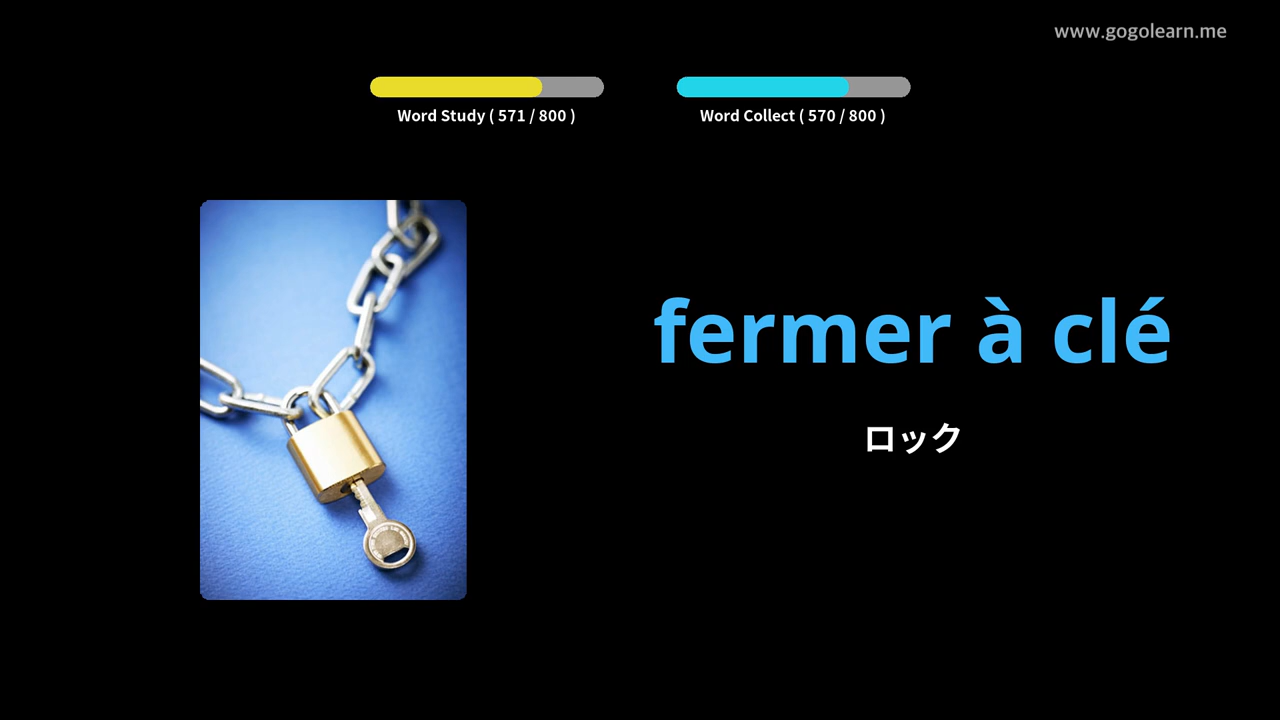 www.gogolearn.me
Word Study ( 571 / 800 )
Word Collect ( 570 / 800 )
fermer à clé
ロック